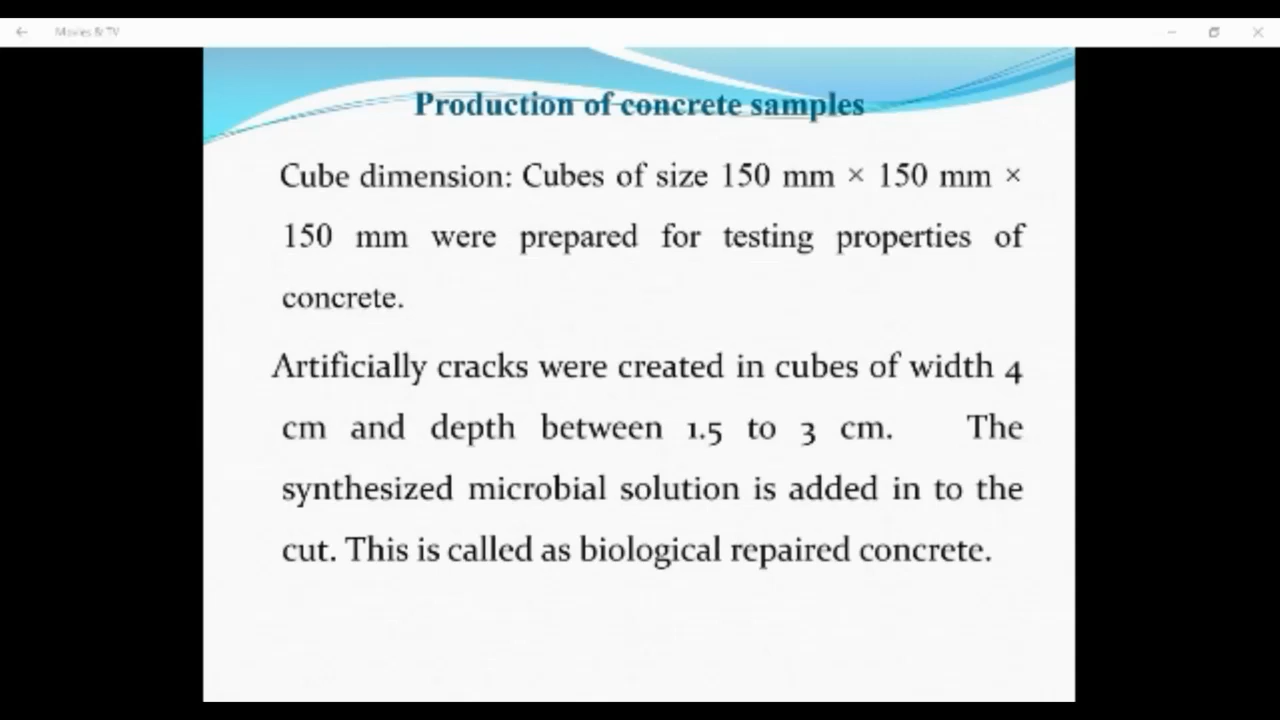 Movies & TV
Production of concrete samples
Cube dimension: Cubes of size 150 mm × 150 mm ×
150 mm were prepared for testing properties of
concrete.
Artificially cracks were created in cubes of width 4
cm and depth between 1.5 to 3 cm. The
synthesized microbial solution is added in to the
cut. This is called as biological repaired concrete.